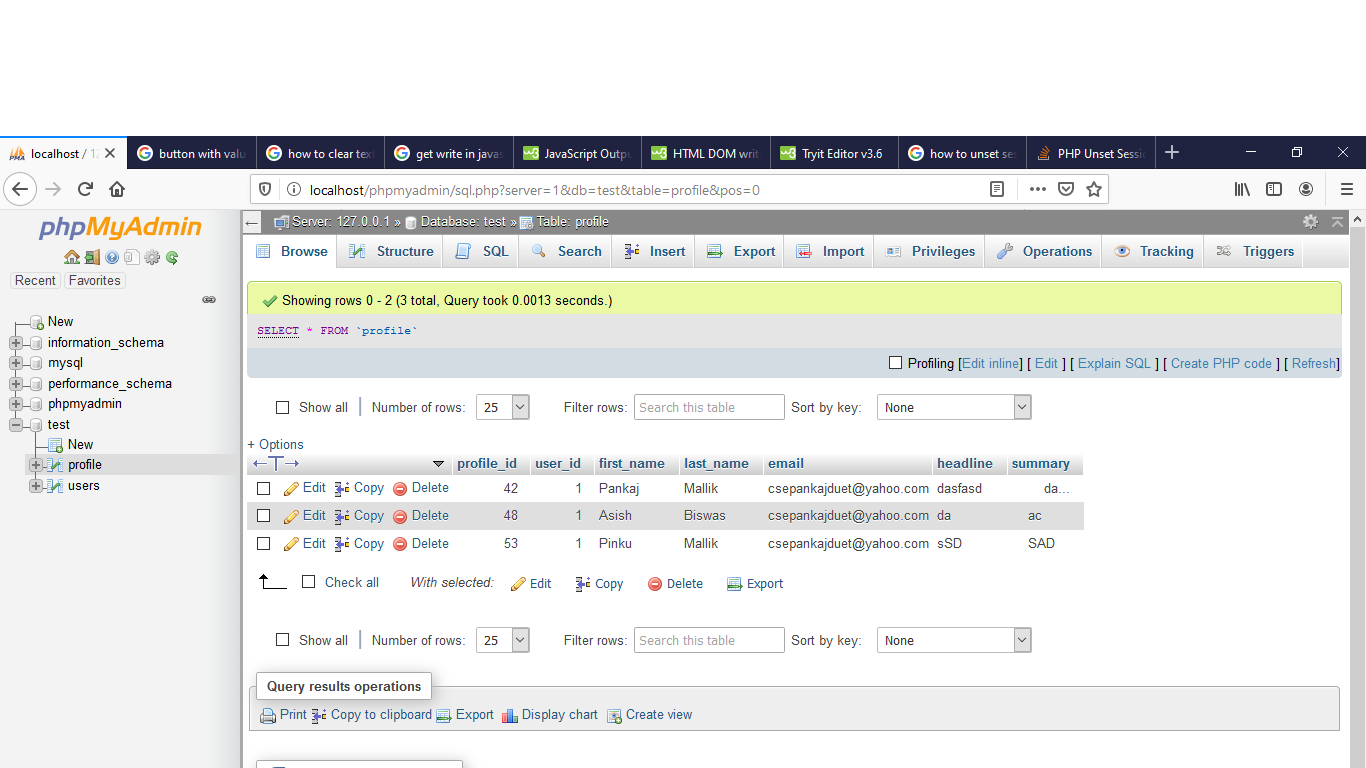 localhost / 12
button with valu
how to clear text
get write in javas
JavaScript Outpu
HTML DOM writ
Tryit Editor v3.6
how to unset ses
PHP Unset Sessio
localhost/phpmyadmin/sql.php?server=1&db=test&table=profile&pos=0
phpMyAdmin
Recent Favorites
New
information_schema
mysql
performance_schema
phpmyadmin
test
New
profile
users
Server: 127.0.0.1 » Database: test » Table: profile
Browse Structure SQL Search Insert Export Import Privileges Operations Tracking Triggers
Showing rows 0 - 2 (3 total, Query took 0.0013 seconds.)
SELECT * FROM `profile`
Profiling [Edit inline] [ Edit ] [ Explain SQL ] [ Create PHP code ] [ Refresh]
Show all Number of rows: 25 Filter rows: Search this table Sort by key: None
+ Options
profile_id user_id first_name last_name email headline summary
Edit Copy Delete 42 1 Pankaj Mallik csepankajduet@yahoo.com dasfasd da...
Edit Copy Delete 48 1 Asish Biswas csepankajduet@yahoo.com da ac
Edit Copy Delete 53 1 Pinku Mallik csepankajduet@yahoo.com sSD SAD
Check all With selected: Edit Copy Delete Export
Show all Number of rows: 25 Filter rows: Search this table Sort by key: None
Query results operations
Print Copy to clipboard Export Display chart Create view